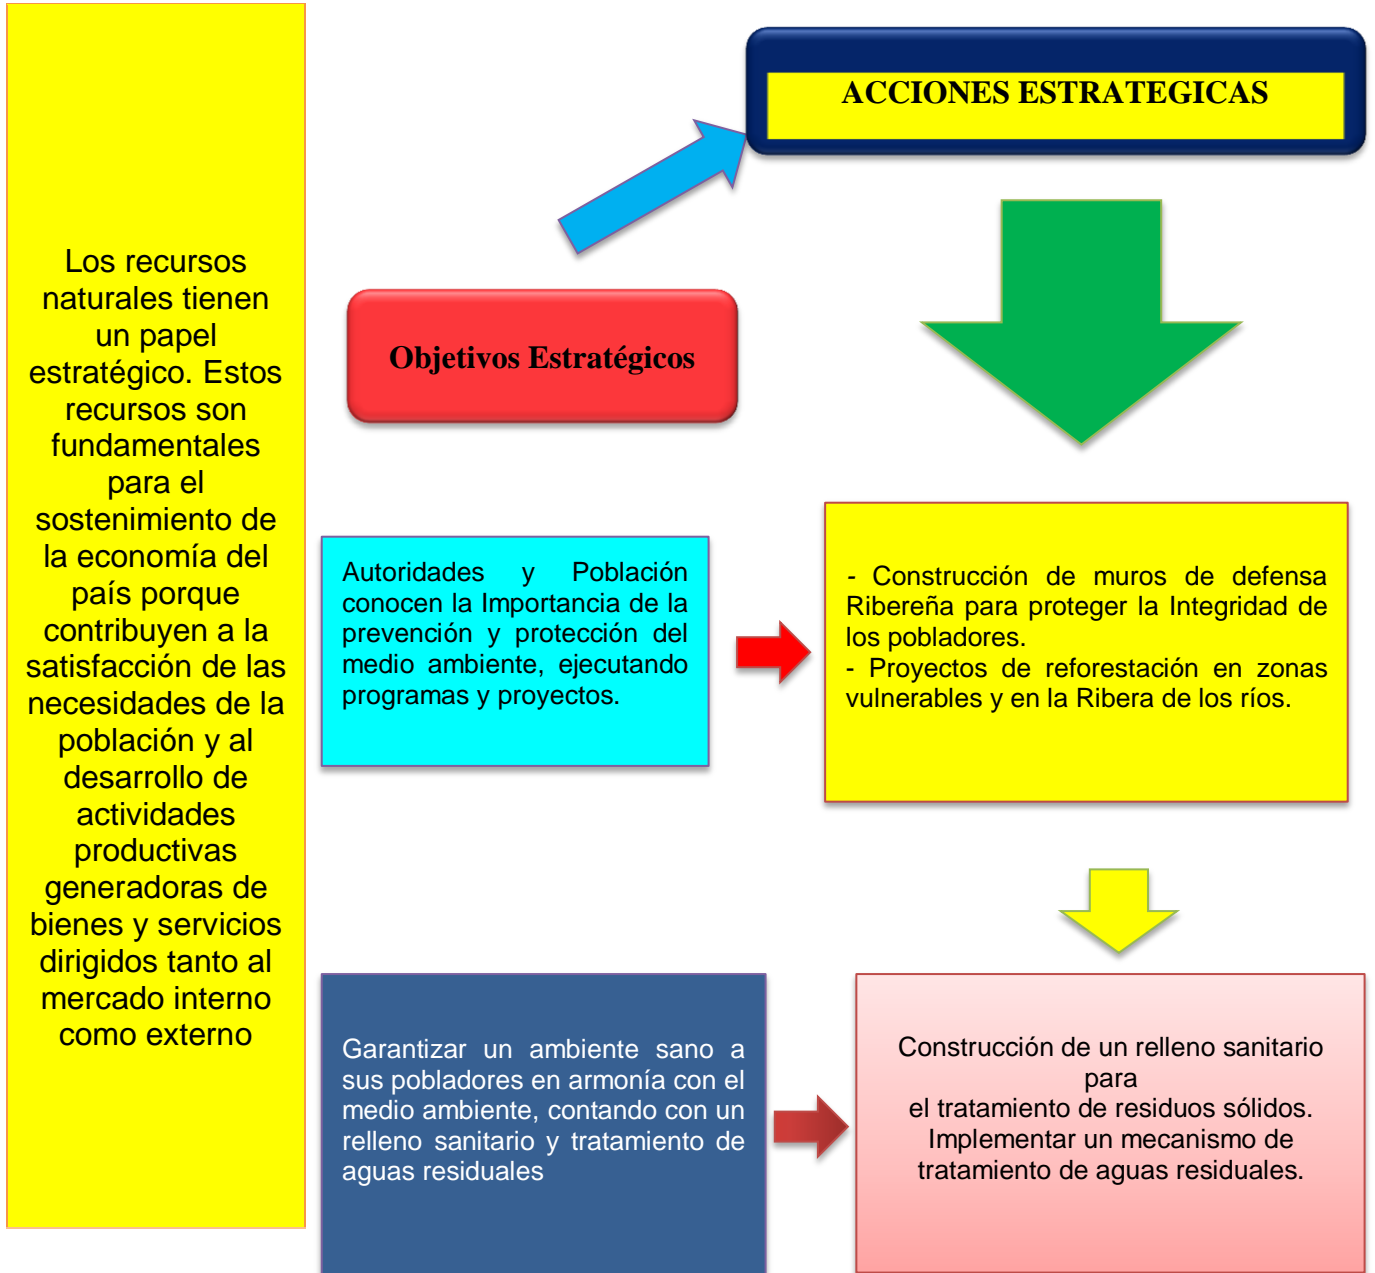 Los recursos
naturales tienen
un papel
estratégico. Estos
recursos son
fundamentales
para el
sostenimiento de
la economía del
país porque
contribuyen a la
satisfacción de las
necesidades de la
población y al
desarrollo de
actividades
productivas
generadoras de
bienes y servicios
dirigidos tanto al
mercado interno
como externo
ACCIONES ESTRATEGICAS
Objetivos Estratégicos
Autoridades y Población
conocen la Importancia de la
prevención y protección del
medio ambiente, ejecutando
programas y proyectos.
- Construcción de muros de defensa
Ribereña para proteger la Integridad de
los pobladores.
- Proyectos de reforestación en zonas
vulnerables y en la Ribera de los ríos.
Garantizar un ambiente sano a
sus pobladores en armonía con el
medio ambiente, contando con un
relleno sanitario y tratamiento de
aguas residuales
Construcción de un relleno sanitario
para
el tratamiento de residuos sólidos.
Implementar un mecanismo de
tratamiento de aguas residuales.